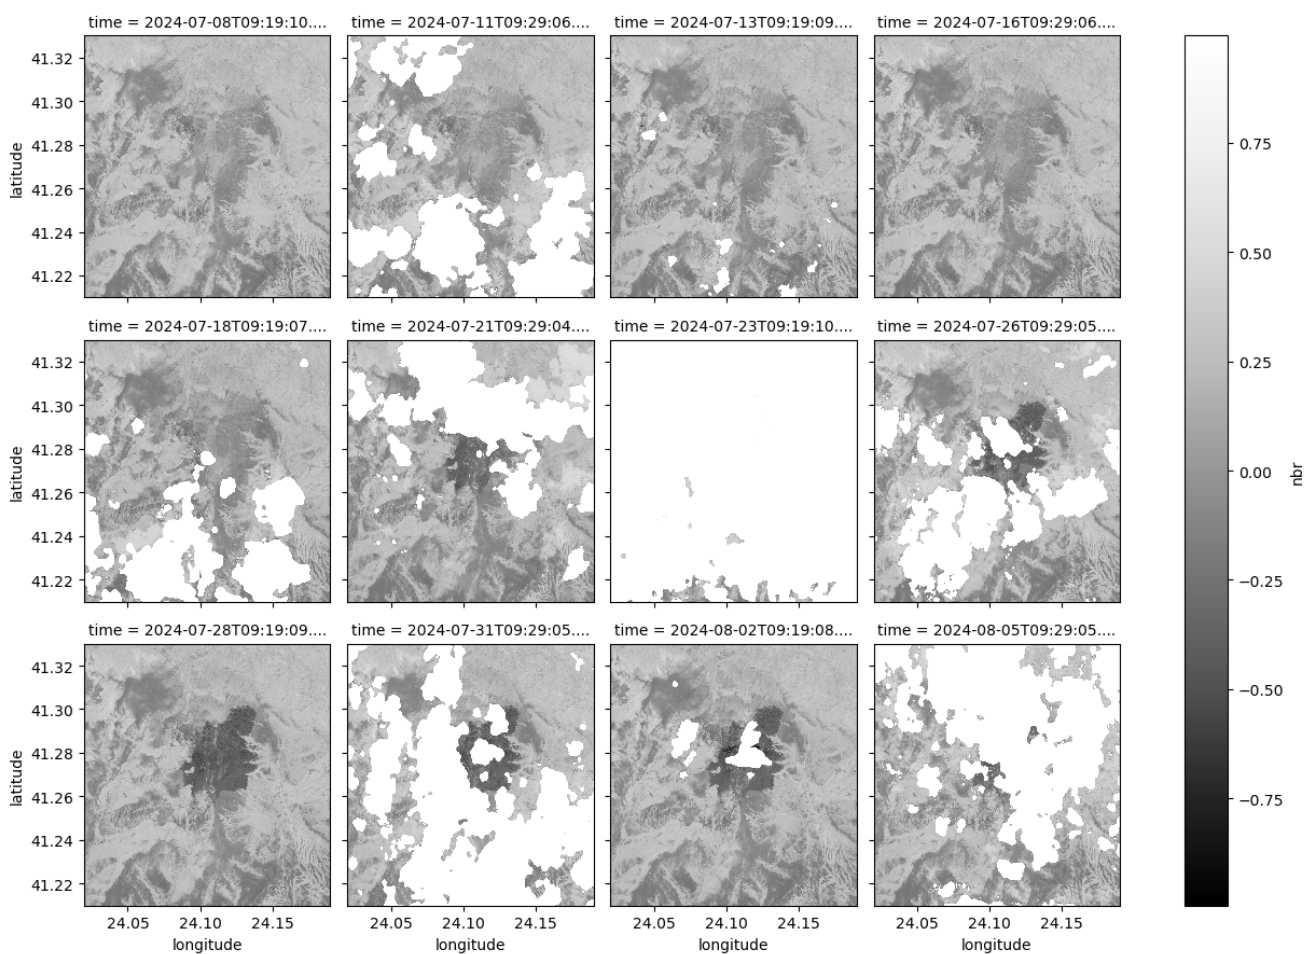 time = 2024-07-08T09:19:10....
time = 2024-07-11T09:29:06....
time = 2024-07-13T09:19:09....
time = 2024-07-16T09:29:06....
41.32
41.30
41.28
41.26
41.24
41.22
latitude
time = 2024-07-18T09:19:07....
time = 2024-07-21T09:29:04....
time = 2024-07-23T09:19:10....
time = 2024-07-26T09:29:05....
41.32
41.30
41.28
41.26
41.24
41.22
latitude
time = 2024-07-28T09:19:09....
time = 2024-07-31T09:29:05....
time = 2024-08-02T09:19:08....
time = 2024-08-05T09:29:05....
41.32
41.30
41.28
41.26
41.24
41.22
latitude
24.05 24.10 24.15
longitude
24.05 24.10 24.15
longitude
24.05 24.10 24.15
longitude
24.05 24.10 24.15
longitude
0.75
0.50
0.25
0.00
−0.25
−0.50
−0.75
nbr